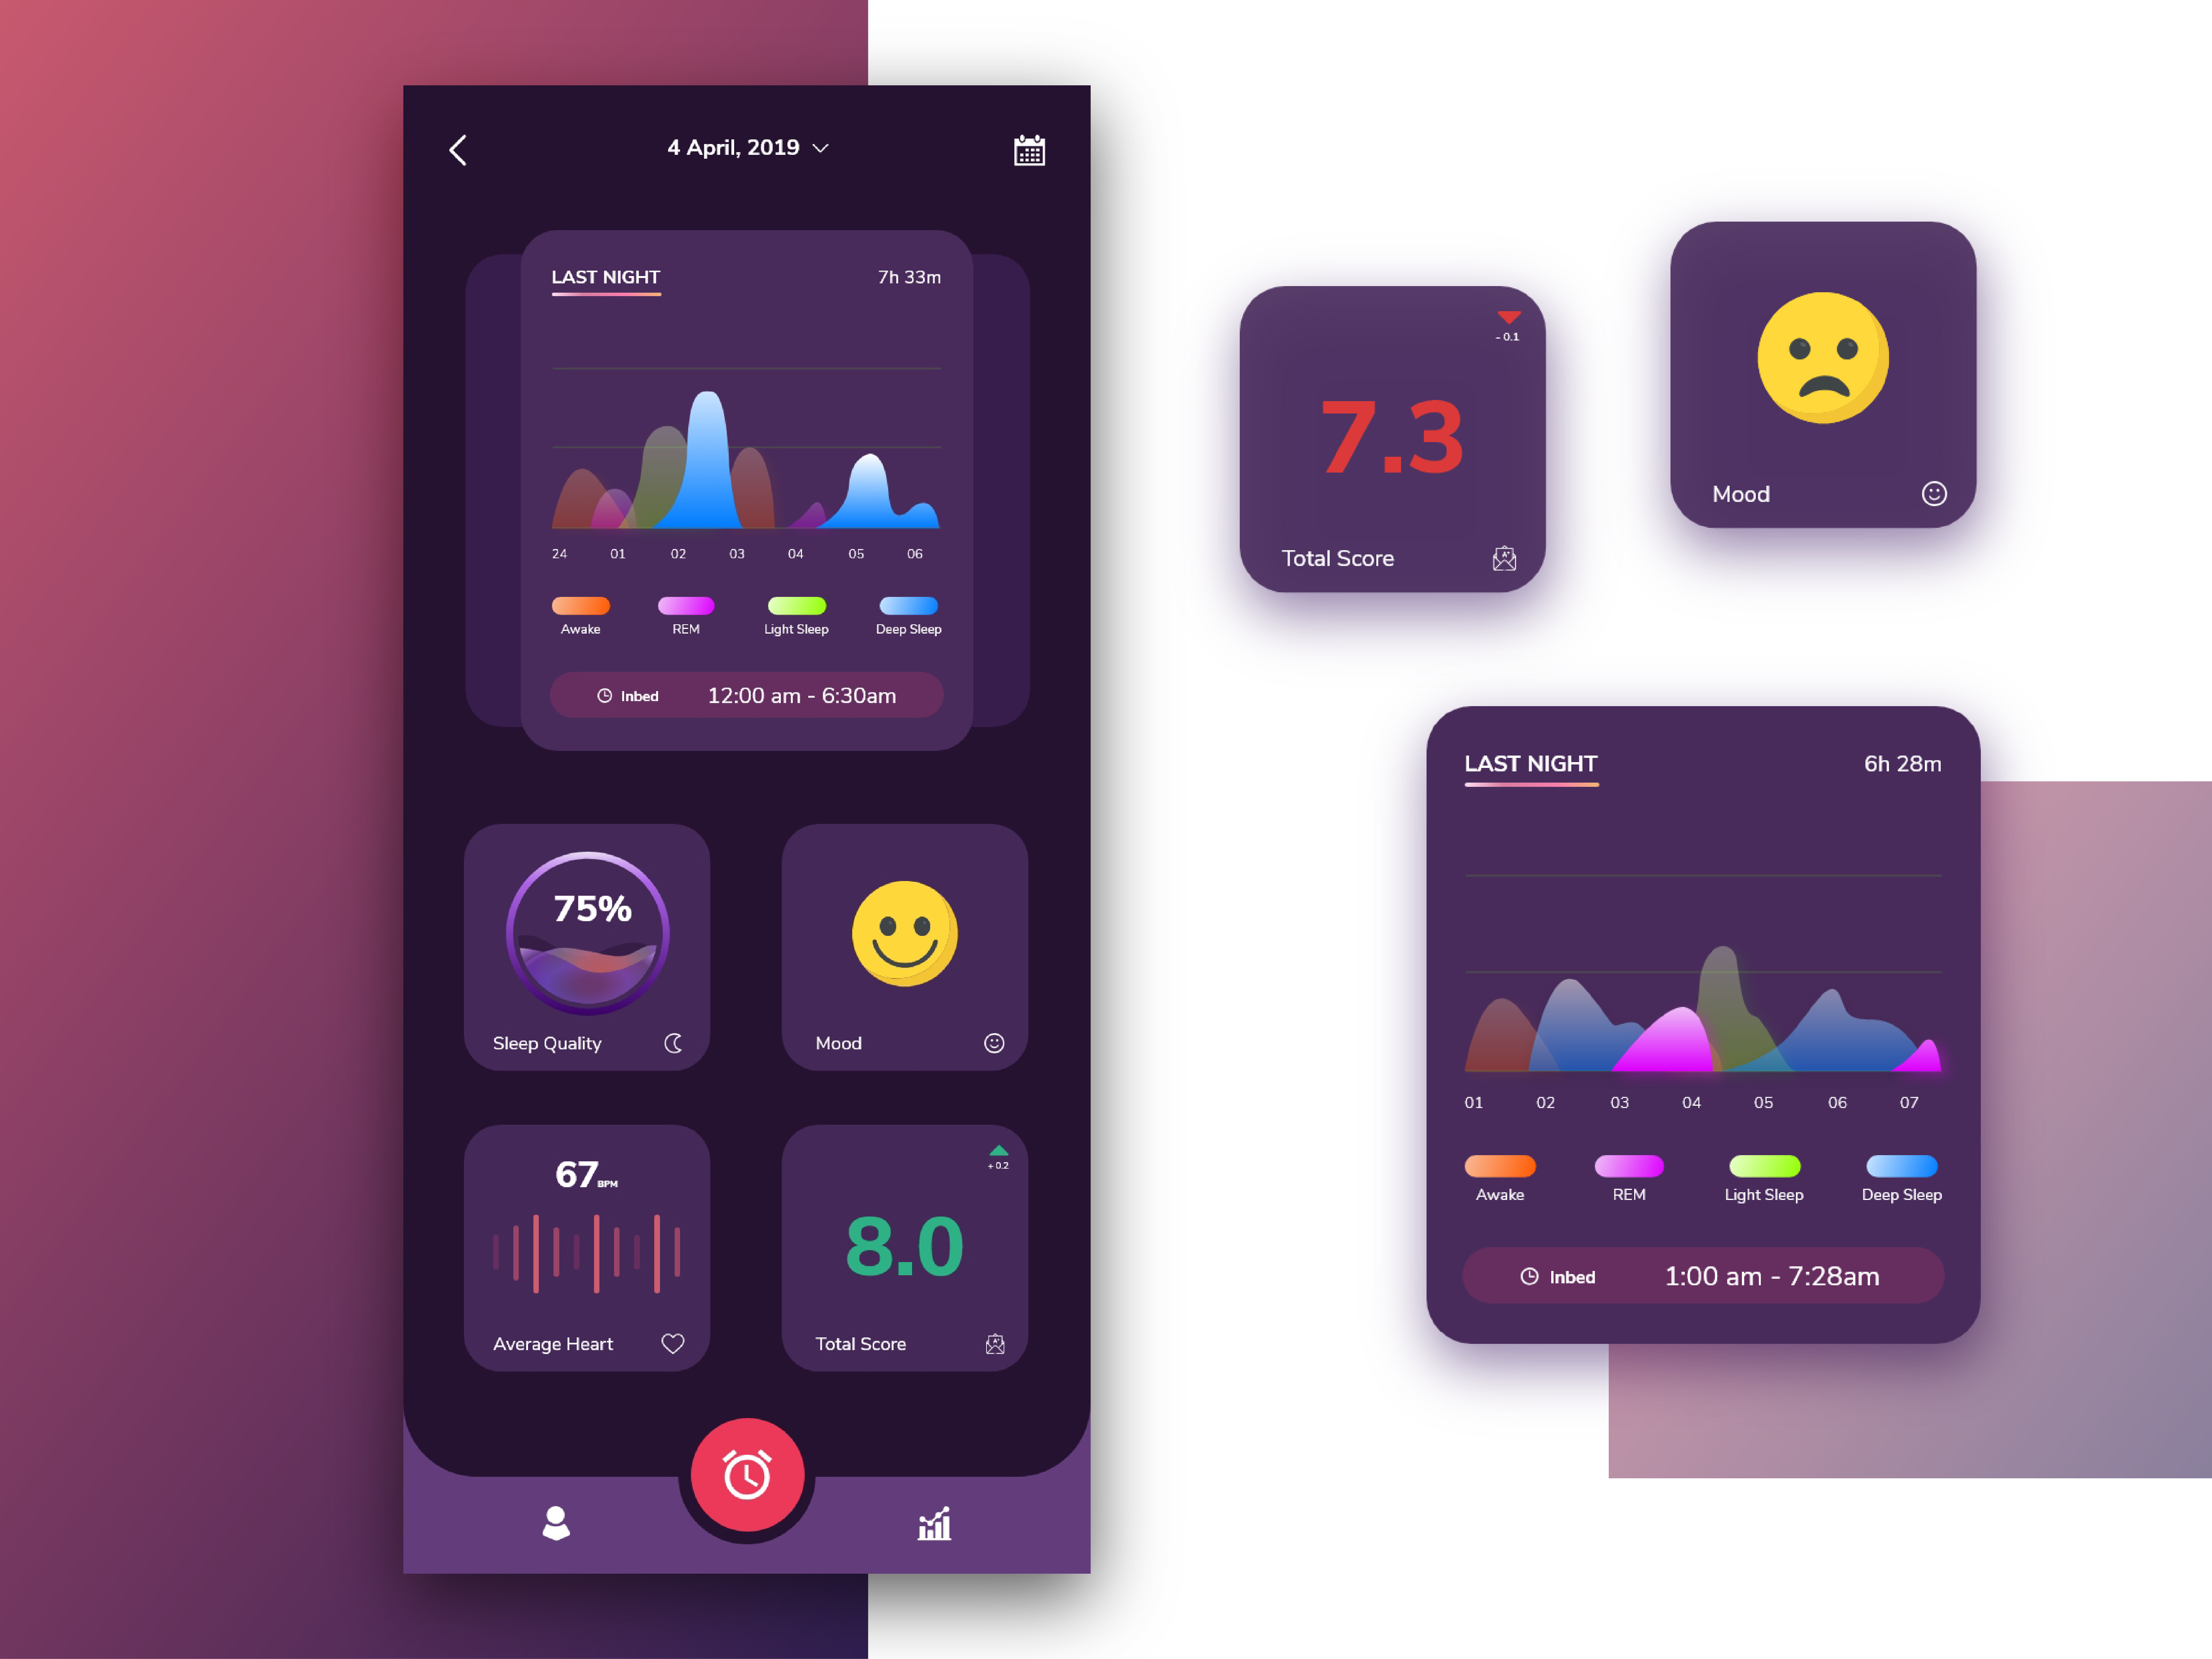 4 April, 2019
LAST NIGHT 7h 33m
24 01 02 03 04 05 06
Awake REM Light Sleep Deep Sleep
Inbed 12:00 am - 6:30am
75%
Sleep Quality
Mood
67 BPM
Average Heart
+ 0.2
8.0
Total Score
- 0.1
7.3
Total Score
Mood
LAST NIGHT 6h 28m
01 02 03 04 05 06 07
Awake REM Light Sleep Deep Sleep
Inbed 1:00 am - 7:28am